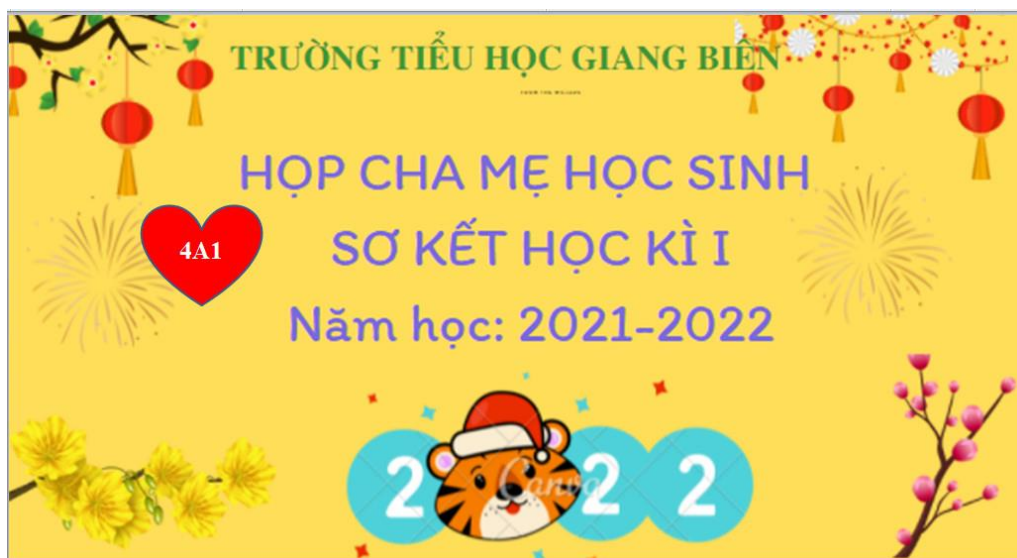 TRƯỜNG TIỂU HỌC GIANG BIÊN
HỌP CHA MẸ HỌC SINH
4A1
SƠ KẾT HỌC KÌ I
Năm học: 2021-2022
2 2 2
Canva